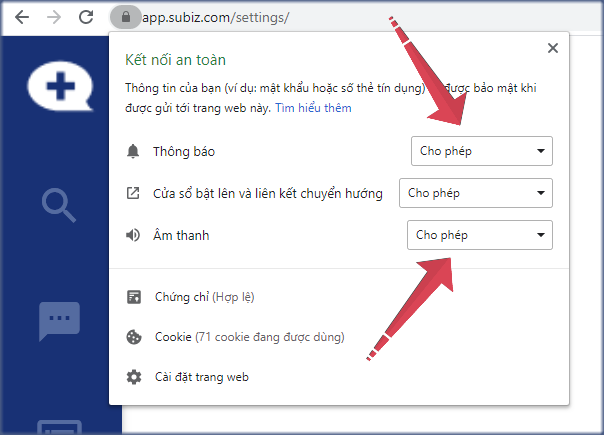 app.subiz.com/settings/
Kết nối an toàn
Thông tin của bạn (ví dụ: mật khẩu hoặc số thẻ tín dụng) được bảo mật khi
được gửi tới trang web này. Tìm hiểu thêm
Thông báo Cho phép
Cửa sổ bật lên và liên kết chuyển hướng Cho phép
Âm thanh Cho phép
Chứng chỉ (Hợp lệ)
Cookie (71 cookie đang được dùng)
Cài đặt trang web